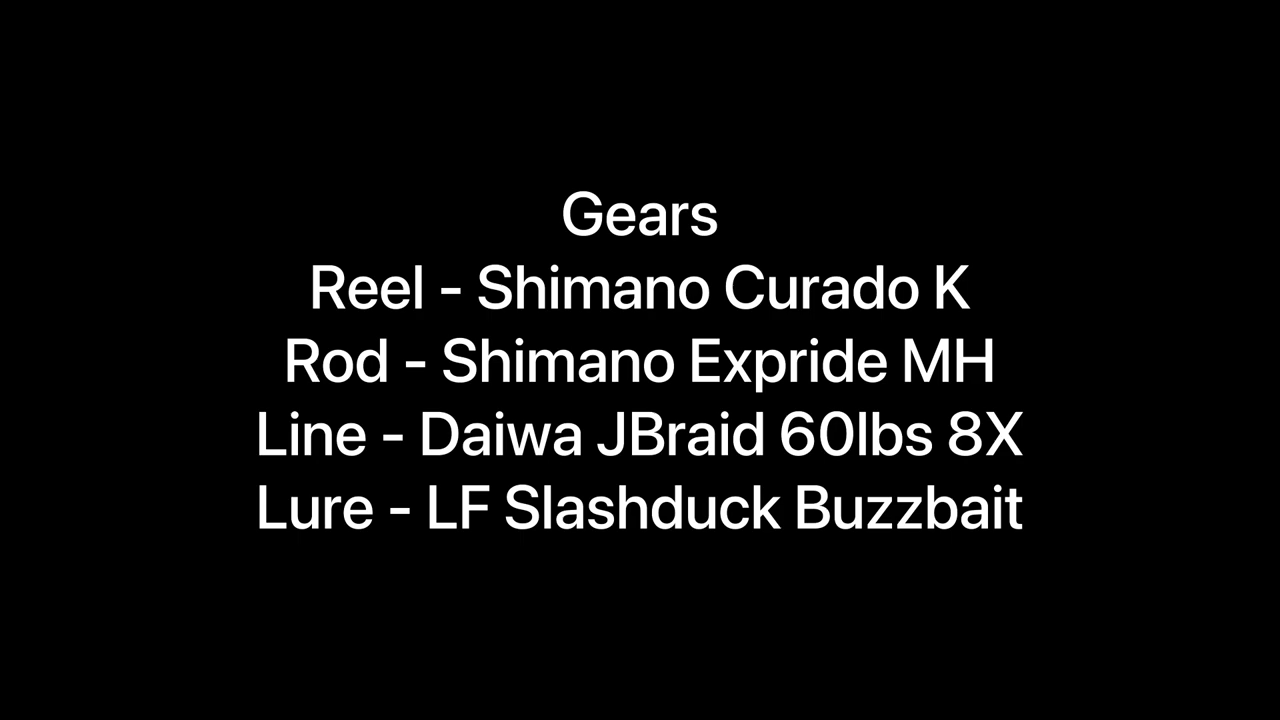 Gears
Reel - Shimano Curado K
Rod - Shimano Expride MH
Line - Daiwa JBraid 60lbs 8X
Lure - LF Slashduck Buzzbait